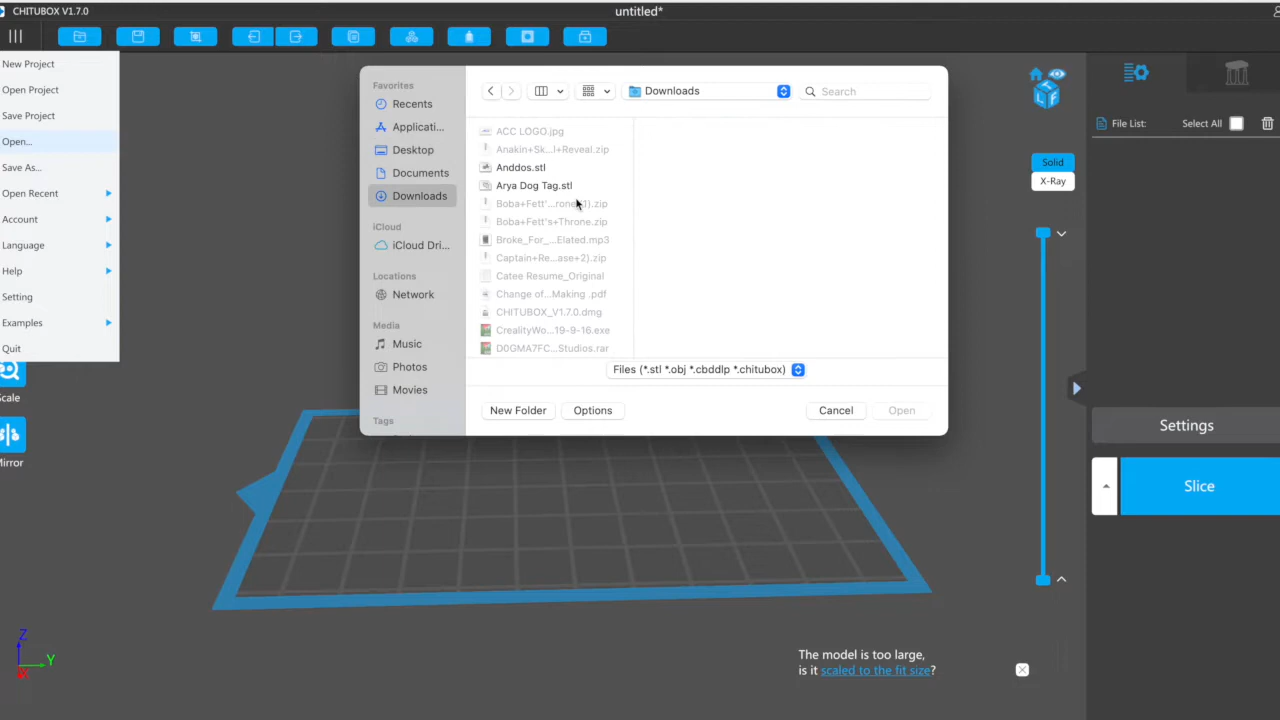 CHITUBOX V1.7.0
untitled*
New Project
Open Project
Save Project
Open...
Save As...
Open Recent
Account
Language
Help
Setting
Examples
Quit
cale
Mirror
Favorites
Recents
Applicati...
Desktop
Documents
Downloads
iCloud
iCloud Dri...
Locations
Network
Media
Music
Photos
Movies
Tags
Downloads
Search
ACC LOGO.jpg
Anakin+Sk...l+Reveal.zip
Anddos.stl
Arya Dog Tag.stl
Boba+Fett'...rone(1).zip
Boba+Fett's+Throne.zip
Broke_For_...Elated.mp3
Captain+Re...ase+2).zip
Catee Resume_Original
Change of...Making .pdf
CHITUBOX_V1.7.0.dmg
CrealityWo...19-9-16.exe
D0GMA7FC...Studios.rar
Files (*.stl *.obj *.cbddlp *.chitubox)
New Folder
Options
Cancel
Open
File List:
Select All
Solid
X-Ray
T
L F
Settings
Slice
Z
Y
X
The model is too large,
is it scaled to the fit size?